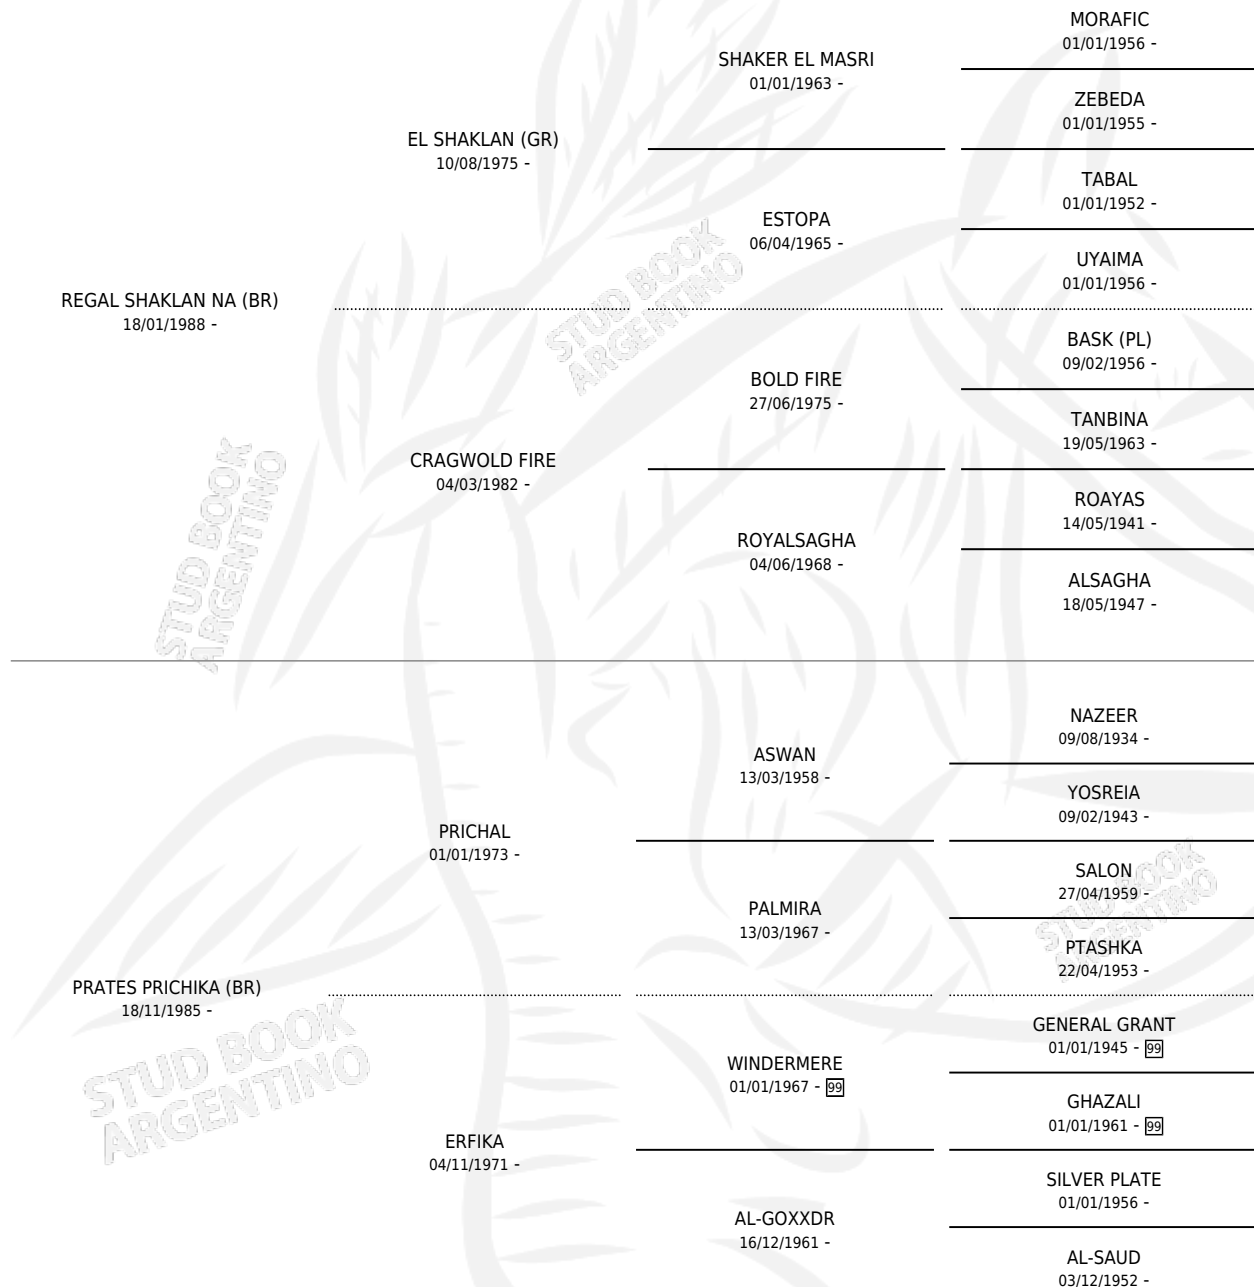 MORAFIC
01/01/1956 -
SHAKER EL MASRI
01/01/1963 -
ZEBEDA
01/01/1955 -
EL SHAKLAN (GR)
10/08/1975 -
TABAL
01/01/1952 -
ESTOPA
06/04/1965 -
UYAIMA
01/01/1956 -
REGAL SHAKLAN NA (BR)
18/01/1988 -
BASK (PL)
09/02/1956 -
BOLD FIRE
27/06/1975 -
TANBINA
19/05/1963 -
CRAGWOLD FIRE
04/03/1982 -
ROAYAS
14/05/1941 -
ROYALSAGHA
04/06/1968 -
ALSAGHA
18/05/1947 -
NAZEER
09/08/1934 -
ASWAN
13/03/1958 -
YOSREIA
09/02/1943 -
PRICHAL
01/01/1973 -
SALON
27/04/1959 -
PALMIRA
13/03/1967 -
PTASHKA
22/04/1953 -
PRATES PRICHIKA (BR)
18/11/1985 -
GENERAL GRANT
01/01/1945 - 99
WINDERMERE
01/01/1967 - 99
GHAZALI
01/01/1961 - 99
ERFIKA
04/11/1971 -
SILVER PLATE
01/01/1956 -
AL-GOXXDR
16/12/1961 -
AL-SAUD
03/12/1952 -
STUD BOOK
ARGENTINO
STUD BOOK
ARGENTINO
STUD BOOK
ARGENTINO
STUD BOOK
ARGENTINO